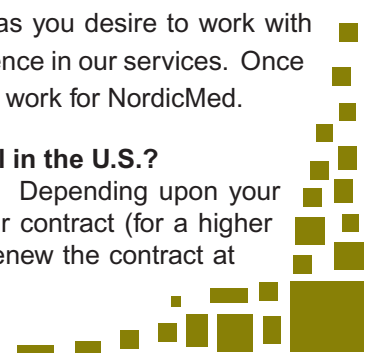 as you desire to work with
ence in our services. Once
work for NordicMed.
in the U.S.?
Depending upon your
r contract (for a higher
enew the contract at